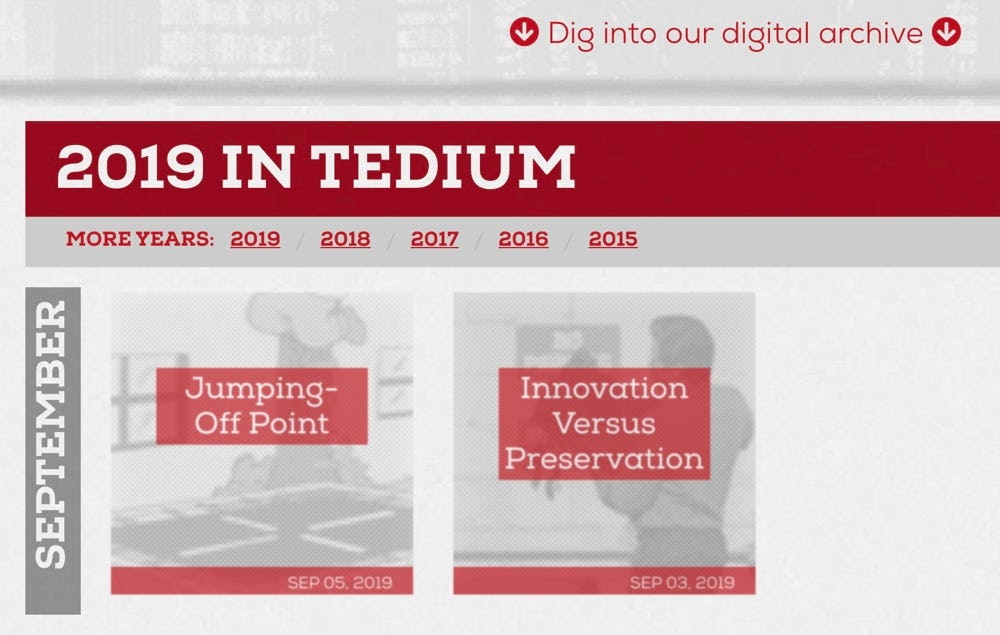 Dig into our digital archive
2019 IN TEDIUM
MORE YEARS: 2019 / 2018 / 2017 / 2016 / 2015
SEPTEMBER
Jumping-
Off Point
SEP 05, 2019
Innovation
Versus
Preservation
SEP 03, 2019